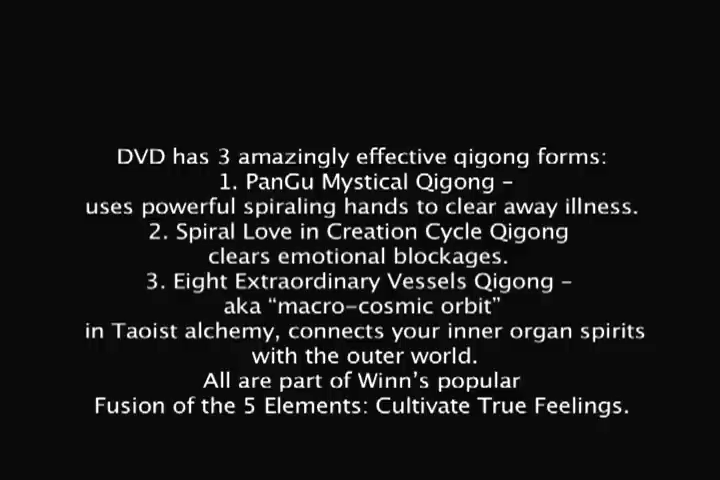 DVD has 3 amazingly effective qigong forms:
1. PanGu Mystical Qigong –
uses powerful spiraling hands to clear away illness.
2. Spiral Love in Creation Cycle Qigong
clears emotional blockages.
3. Eight Extraordinary Vessels Qigong –
aka “macro–cosmic orbit”
in Taoist alchemy, connects your inner organ spirits
with the outer world.
All are part of Winn’s popular
Fusion of the 5 Elements: Cultivate True Feelings.